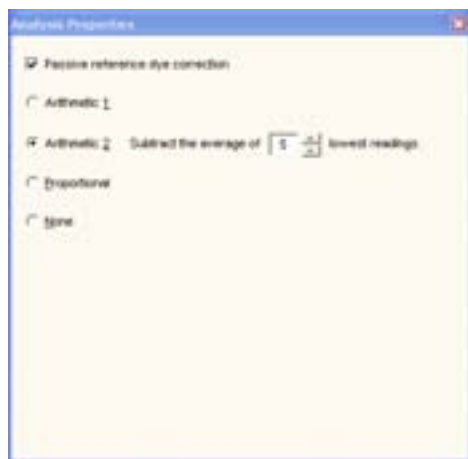 Analysis Properties
Passive reference dye correction
Arithmetic 1
Arithmetic 2 Subtract the average of 5 lowest readings
Proportional
None